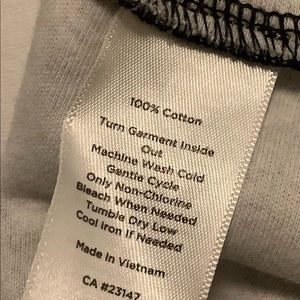 100% Cotton
Turn Garment Inside
Out
Machine Wash Cold
Gentle Cycle
Only Non-Chlorine
Bleach When Needed
Tumble Dry Low
Cool Iron If Needed
Made in Vietnam
CA #23147